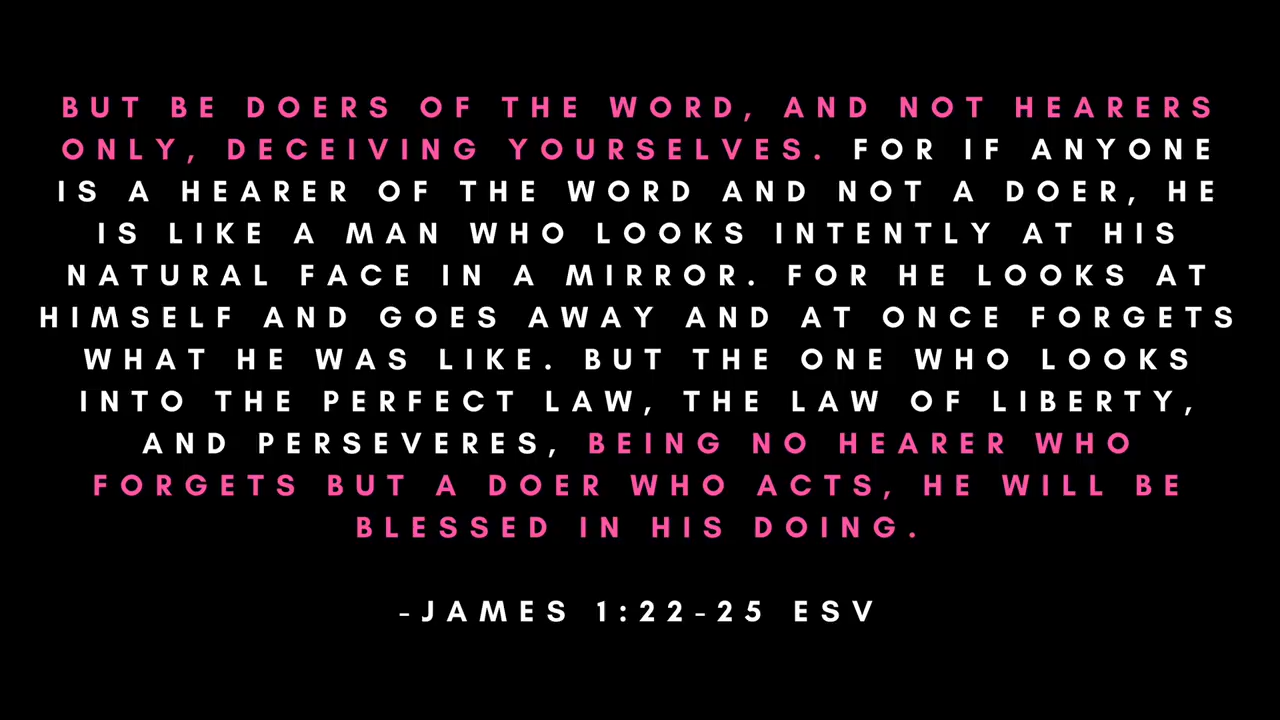 BUT BE DOERS OF THE WORD, AND NOT HEARERS
ONLY, DECEIVING YOURSELVES. FOR IF ANYONE
IS A HEARER OF THE WORD AND NOT A DOER, HE
IS LIKE A MAN WHO LOOKS INTENTLY AT HIS
NATURAL FACE IN A MIRROR. FOR HE LOOKS AT
HIMSELF AND GOES AWAY AND AT ONCE FORGETS
WHAT HE WAS LIKE. BUT THE ONE WHO LOOKS
INTO THE PERFECT LAW, THE LAW OF LIBERTY,
AND PERSEVERES, BEING NO HEARER WHO
FORGETS BUT A DOER WHO ACTS, HE WILL BE
BLESSED IN HIS DOING.
-JAMES 1:22-25 ESV